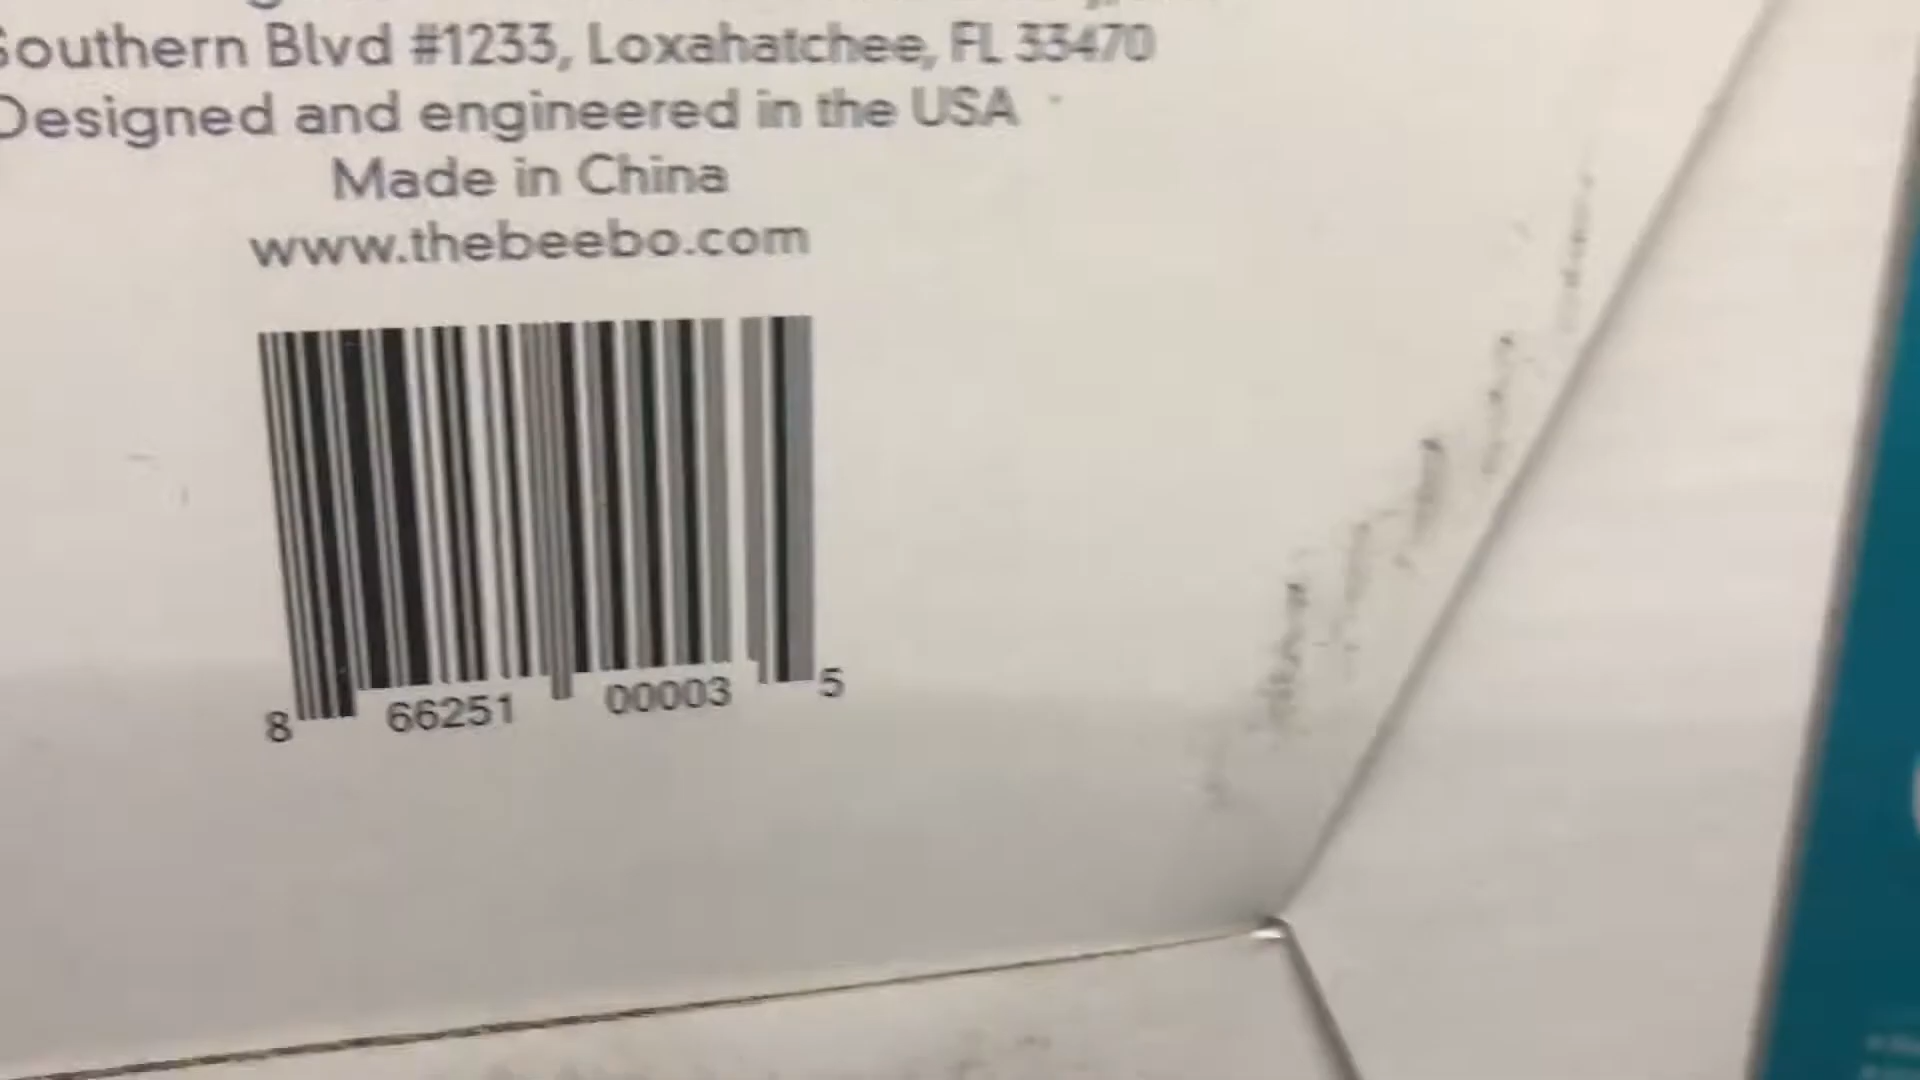 Southern Blvd #1233, Loxahatchee, FL 33470
Designed and engineered in the USA
Made in China
www.thebeebo.com
8 66251 00003 5